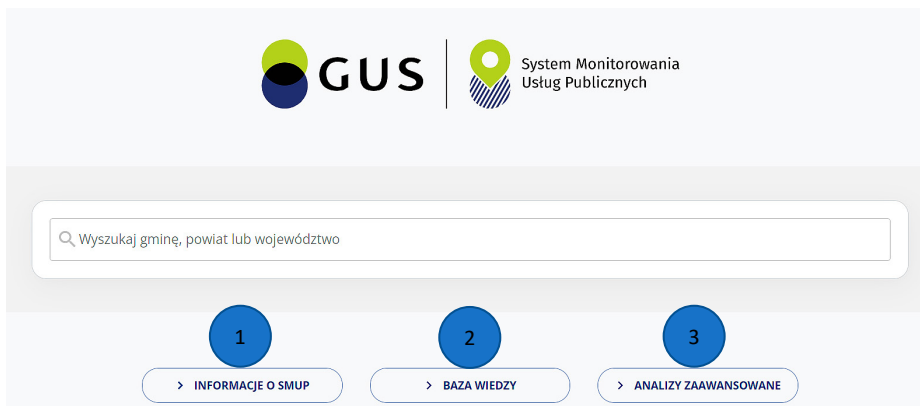 GUS
System Monitorowania
Usług Publicznych
Wyszukaj gminę, powiat lub województwo
1
2
3
INFORMACJE O SMUP
BAZA WIEDZY
ANALIZY ZAAWANSOWANE